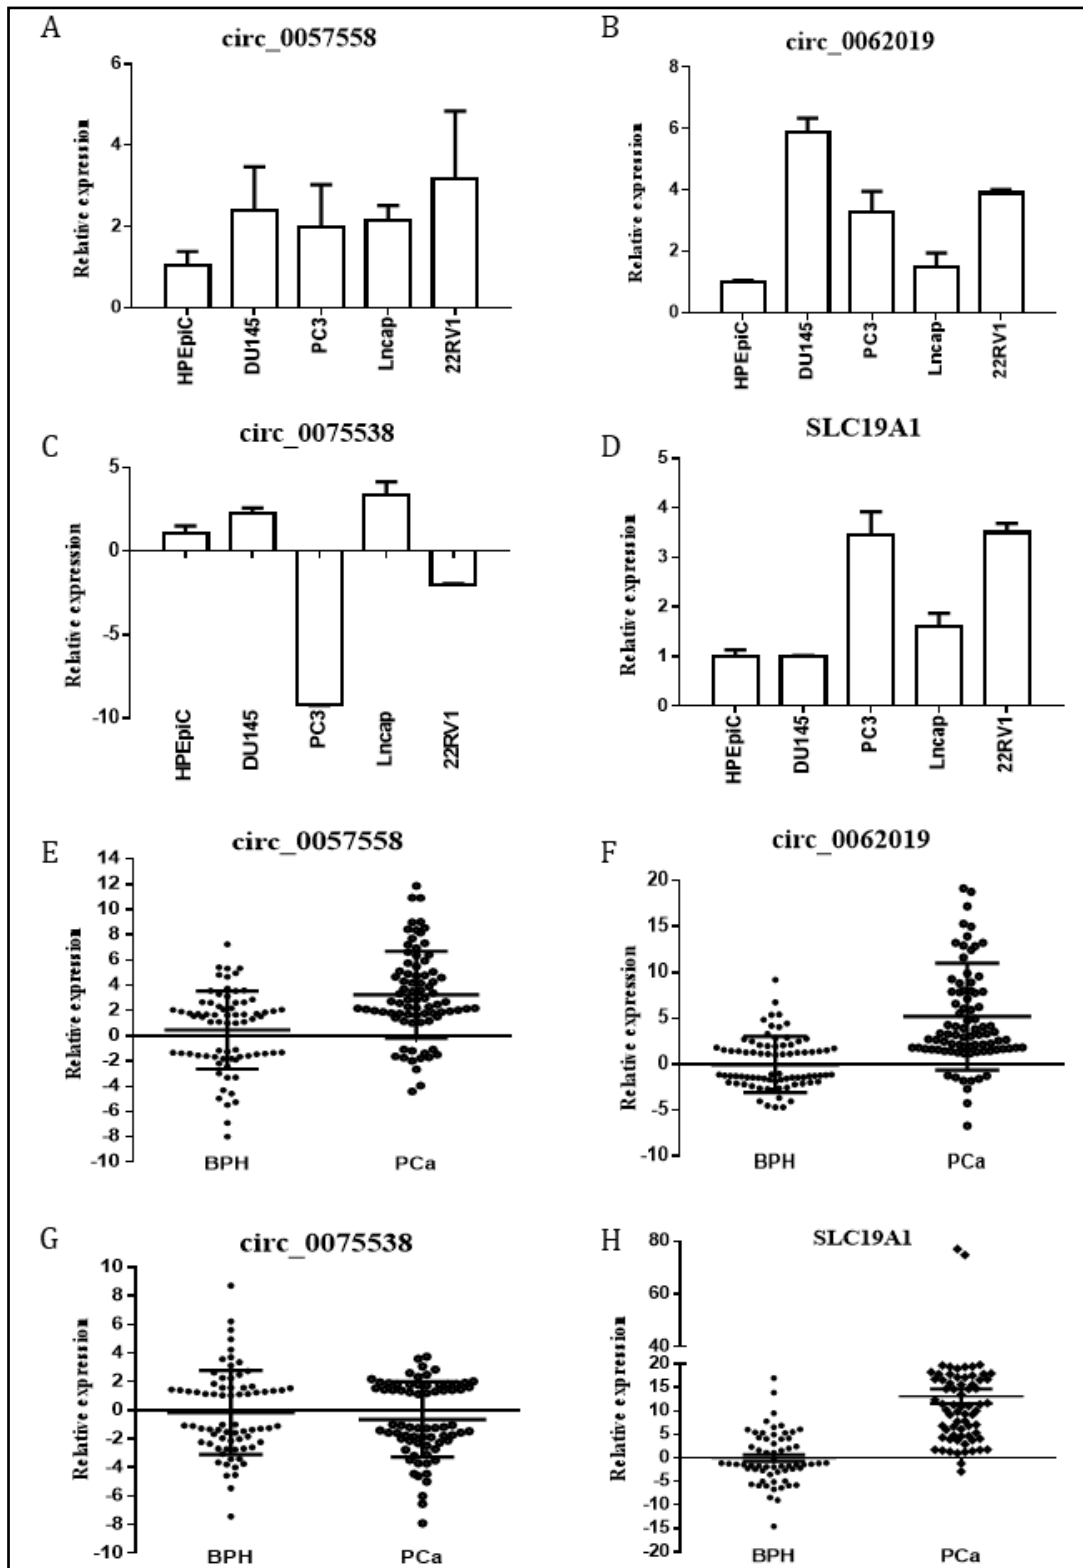 A
circ_0057558
Relative expression
6
4
2
0
HPEpiC
DU145
PC3
Lncap
22RV1
B
circ_0062019
Relative expression
8
6
4
2
0
HPEpiC
DU145
PC3
Lncap
22RV1
C
circ_0075538
Relative expression
5
0
-5
-10
HPEpiC
DU145
PC3
Lncap
22RV1
D
SLC19A1
Relative expression
5
4
3
2
1
0
HPEpiC
DU145
PC3
Lncap
22RV1
E
circ_0057558
Relative expression
14
12
10
8
6
4
2
0
-2
-4
-6
-8
-10
BPH
PCa
F
circ_0062019
Relative expression
20
15
10
5
0
-5
-10
BPH
PCa
G
circ_0075538
Relative expression
10
8
6
4
2
0
-2
-4
-6
-8
-10
BPH
PCa
H
SLC19A1
Relative expression
80
60
40
20
15
10
5
0
-5
-10
-15
-20
BPH
PCa